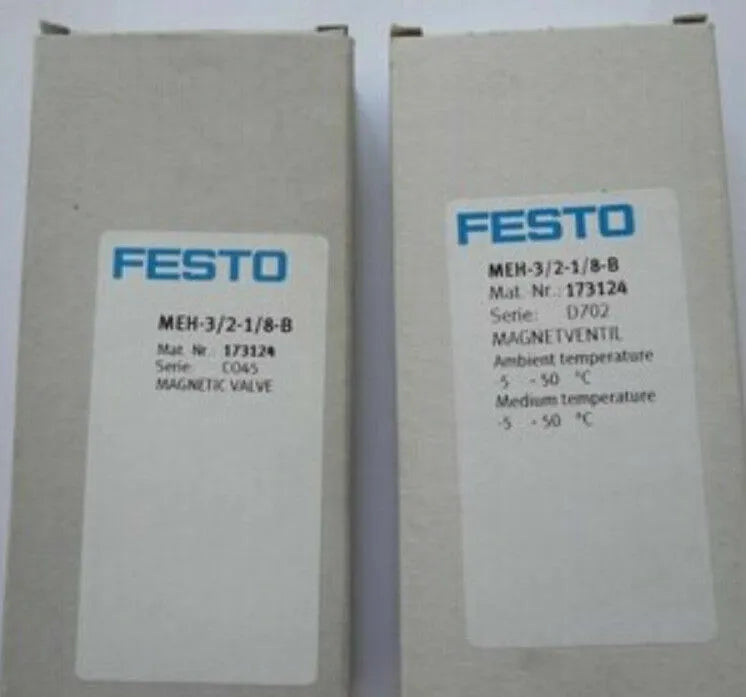 FESTO
MEH-3/2-1/8-B
Mat. Nr.: 173124
Serie: C045
MAGNETIC VALVE
FESTO
MEH-3/2-1/8-B
Mat. Nr.: 173124
Serie: D702
MAGNETVENTIL
Ambient temperature
-5 - 50 °C
Medium temperature
-5 - 50 °C